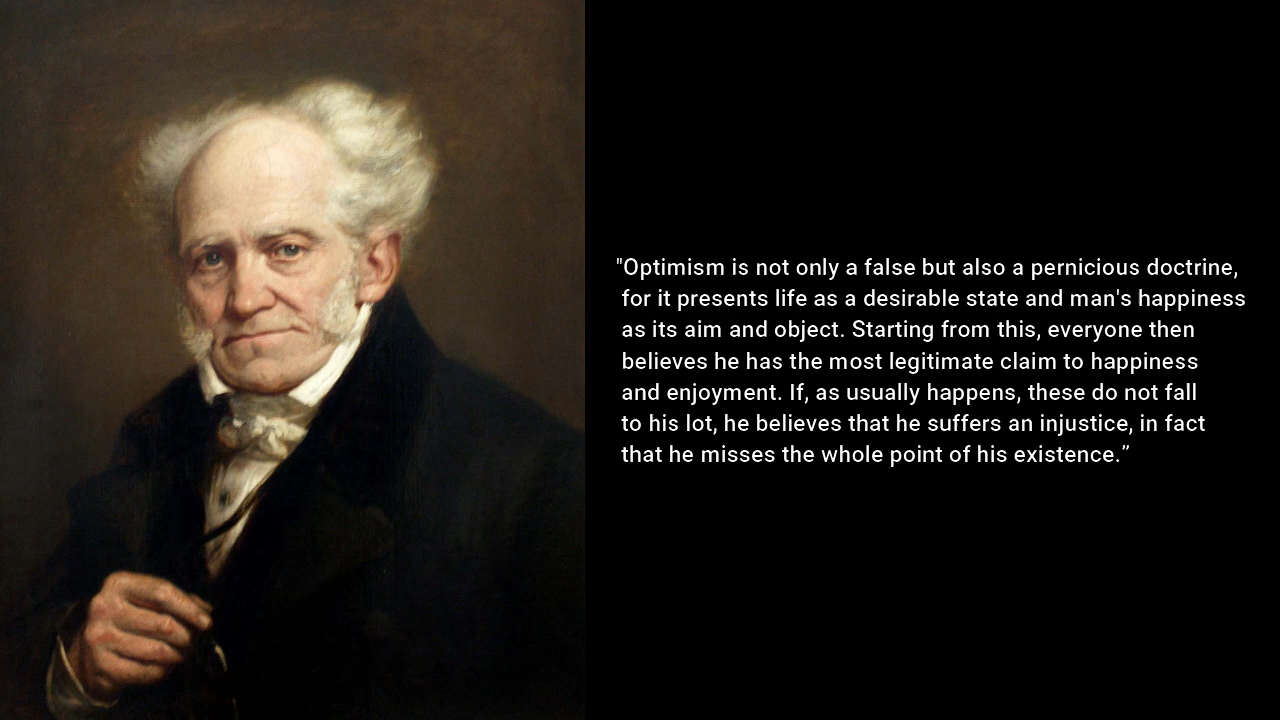 "Optimism is not only a false but also a pernicious doctrine,
for it presents life as a desirable state and man's happiness
as its aim and object. Starting from this, everyone then
believes he has the most legitimate claim to happiness
and enjoyment. If, as usually happens, these do not fall
to his lot, he believes that he suffers an injustice, in fact
that he misses the whole point of his existence.”